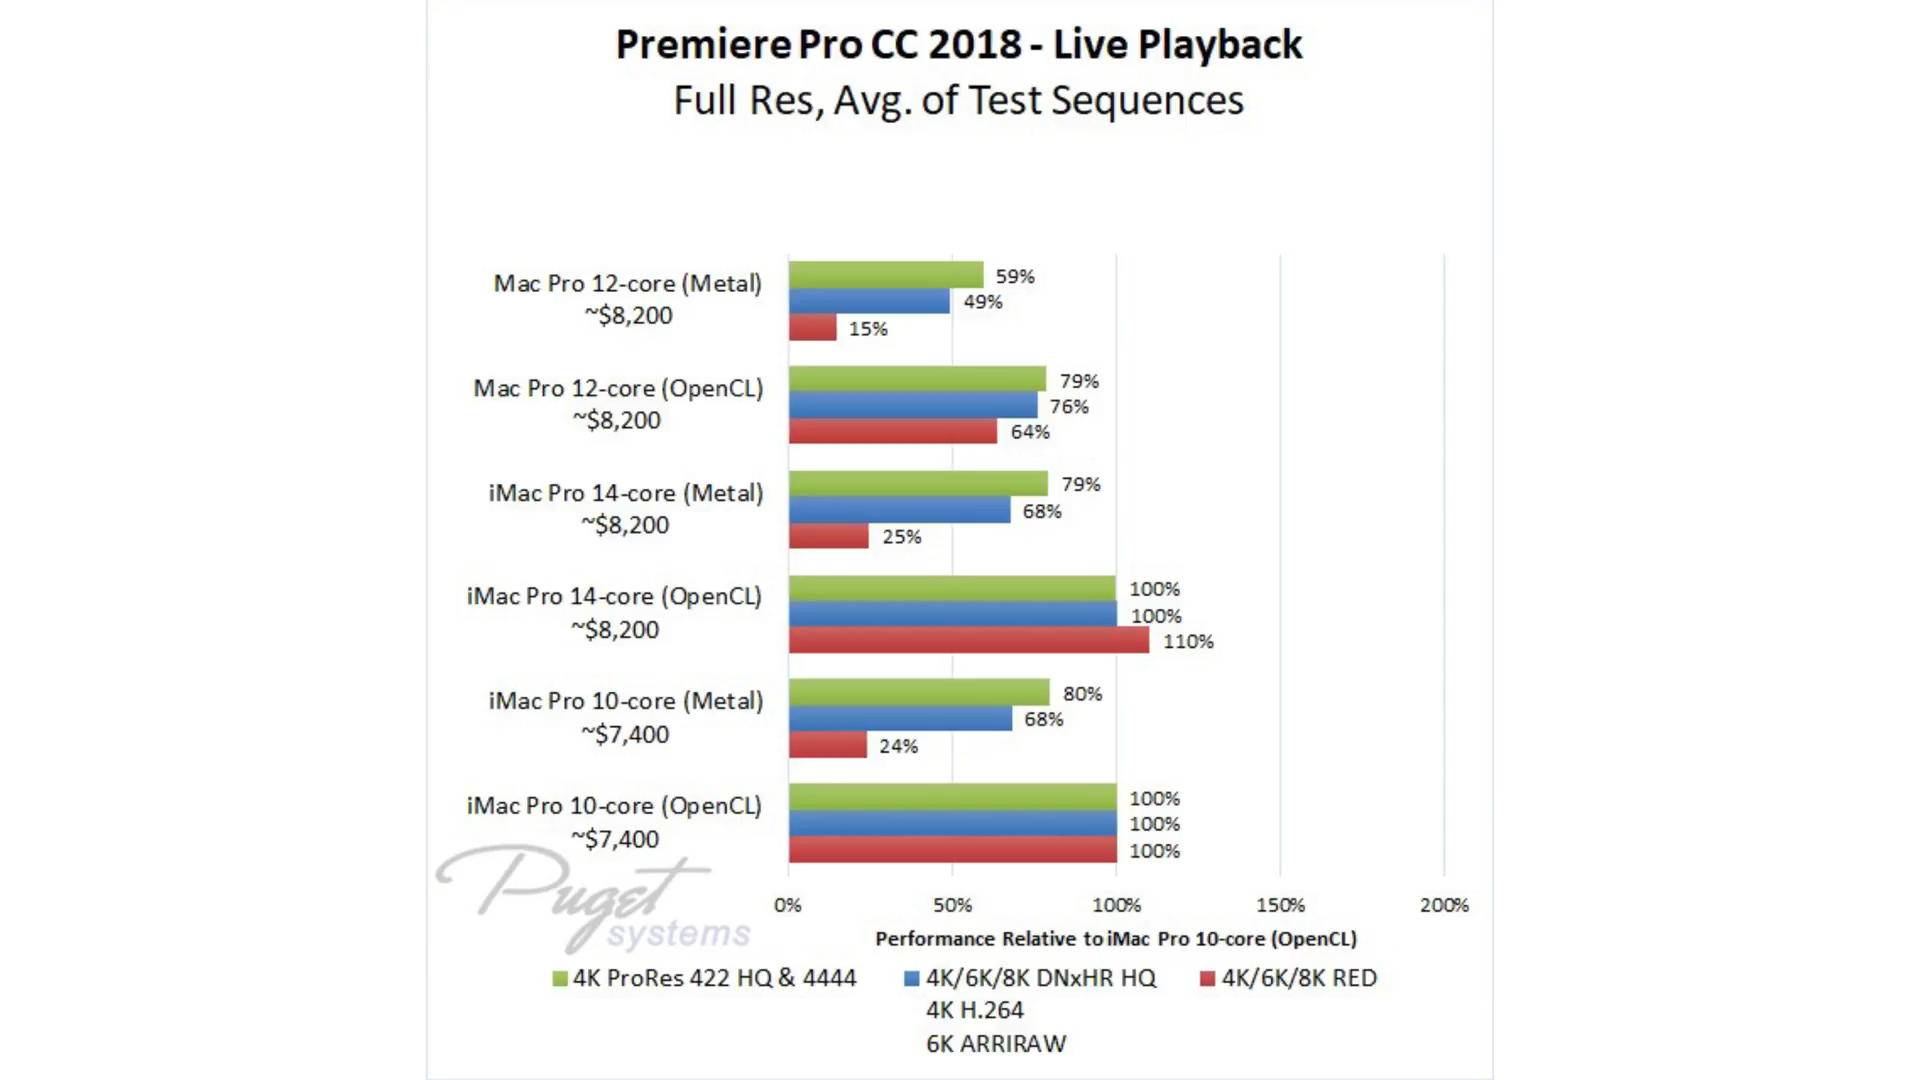 Premiere Pro CC 2018 - Live Playback
Full Res, Avg. of Test Sequences
Mac Pro 12-core (Metal)
~$8,200
59%
49%
15%
Mac Pro 12-core (OpenCL)
~$8,200
79%
76%
64%
iMac Pro 14-core (Metal)
~$8,200
79%
68%
25%
iMac Pro 14-core (OpenCL)
~$8,200
100%
100%
110%
iMac Pro 10-core (Metal)
~$7,400
80%
68%
24%
iMac Pro 10-core (OpenCL)
~$7,400
100%
100%
100%
Puget
systems
0% 50% 100% 150% 200%
Performance Relative to iMac Pro 10-core (OpenCL)
4K ProRes 422 HQ & 4444 4K/6K/8K DNxHR HQ 4K/6K/8K RED
4K H.264
6K ARRIRAW